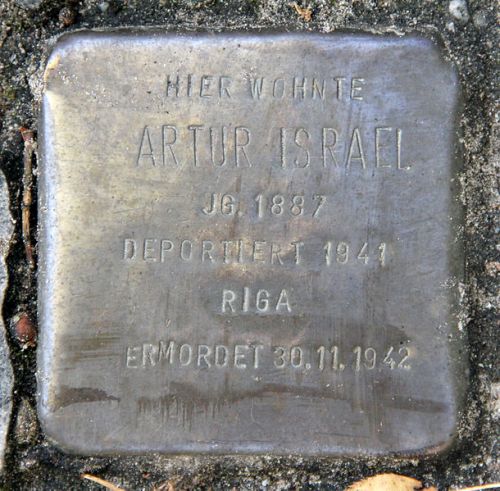 HIER WOHNTE
ARTUR ISRAEL
JG. 1887
DEPORTIERT 1941
RIGA
ERMORDET 30.11.1942